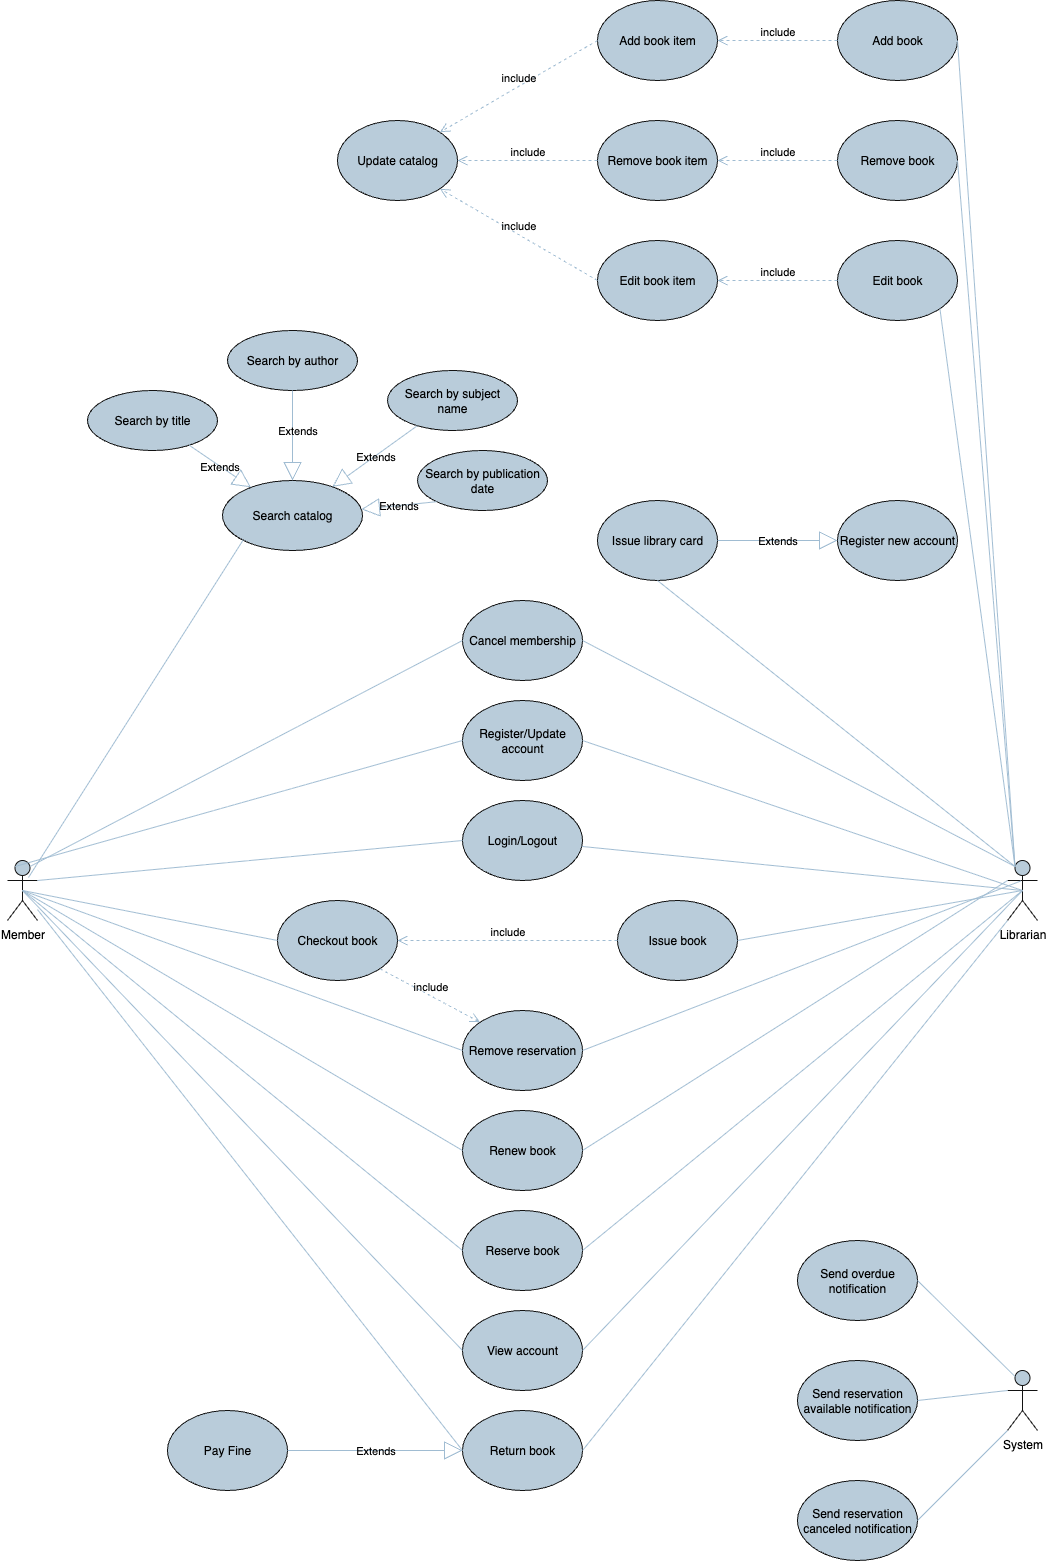 Add book item
include
Add book
include
Update catalog
include
Remove book item
include
Remove book
include
Edit book item
include
Edit book
Search by author
Search by subject
name
Search by title
Extends
Extends
Extends
Search by publication
date
Extends
Search catalog
Issue library card
Extends
Register new account
Cancel membership
Register/Update
account
Login/Logout
Member
Librarian
Checkout book
include
Issue book
include
Remove reservation
Renew book
Reserve book
Send overdue
notification
View account
Send reservation
available notification
System
Pay Fine
Extends
Return book
Send reservation
canceled notification